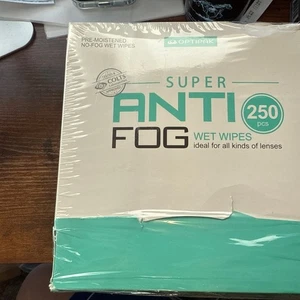 PRE-MOISTENED
NO-FOG WET WIPES
COLTS
SUPER
ANTI
250
pcs
FOG
WET WIPES
ideal for all kinds of lenses